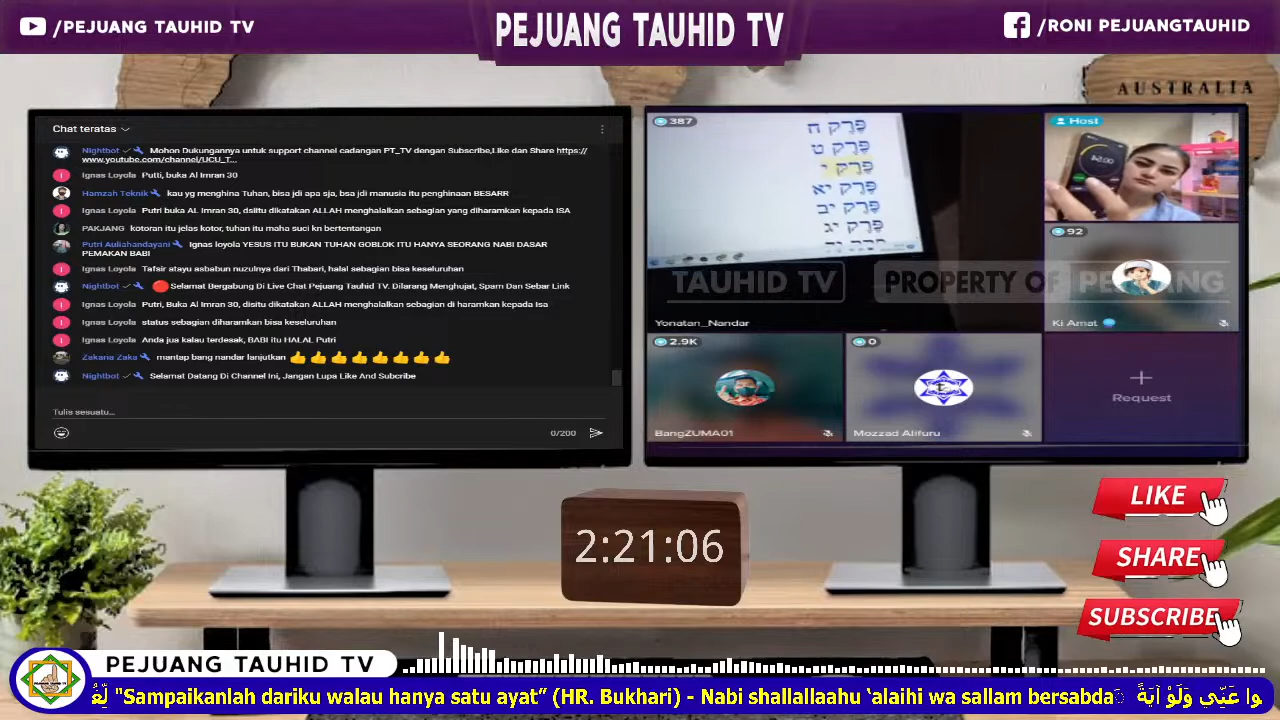 /PEJUANG TAUHID TV
PEJUANG TAUHID TV
/RONI PEJUANGTAUHID
AUSTRALIA
Chat teratas
Nightbot Mohon Dukungannya untuk support channel cadangan PT_TV dengan Subscribe,Like dan Share https://
www.youtube.com/channel/UCU_T...
Ignas Loyola Putti, buka Al Imran 30
Hamzah Teknik kau yg menghina Tuhan, bisa jdi apa sja, bsa jdi manusia itu penghinaan BESARR
Ignas Loyola Putri buka AL Imran 30, dsiitu dikatakan ALLAH menghalalkan sebagian yang diharamkan kepada ISA
PAKJANG kotoran itu jelas kotor, tuhan itu maha suci kn bertentangan
Putri Auliahandayani Ignas loyola YESUS ITU BUKAN TUHAN GOBLOK ITU HANYA SEORANG NABI DASAR
PEMAKAN BABI
Ignas Loyola Tafsir atayu asbabun nuzulnya dari Thabari, halal sebagian bisa keseluruhan
Nightbot 🔴Selamat Bergabung Di Live Chat Pejuang Tauhid TV. Dilarang Menghujat, Spam Dan Sebar Link
Ignas Loyola Putri, Buka Al Imran 30, disitu dikatakan ALLAH menghalalkan sebagian di haramkan kepada Isa
Ignas Loyola status sebagian diharamkan bisa keseluruhan
Ignas Loyola Anda jua kalau terdesak, BABi itu HALAL Putri
Zakaria Zaka mantap bang nandar lanjutkan 👍👍👍👍👍👍👍👍
Nightbot Selamat Datang Di Channel Ini, Jangan Lupa Like And Subcribe
Tulis sesuatu...
0/200
387
פרק ח
פרק ט
פרק י
פרק יא
פרק יב
פרק יג
TAUHID TV
PROPERTY OF PEJUANG
Yonatan_Nandar
Host
92
Ki Amat
2.9K
BangZUMA01
0
Mozzad Alifuru
Request
2:21:06
LIKE
SHARE
SUBSCRIBE
PEJUANG TAUHID TV
"Sampaikanlah dariku walau hanya satu ayat" (HR. Bukhari) - Nabi shallallaahu 'alaihi wa sallam bersabda
وا عَنِّي وَلَوْ آيَةً